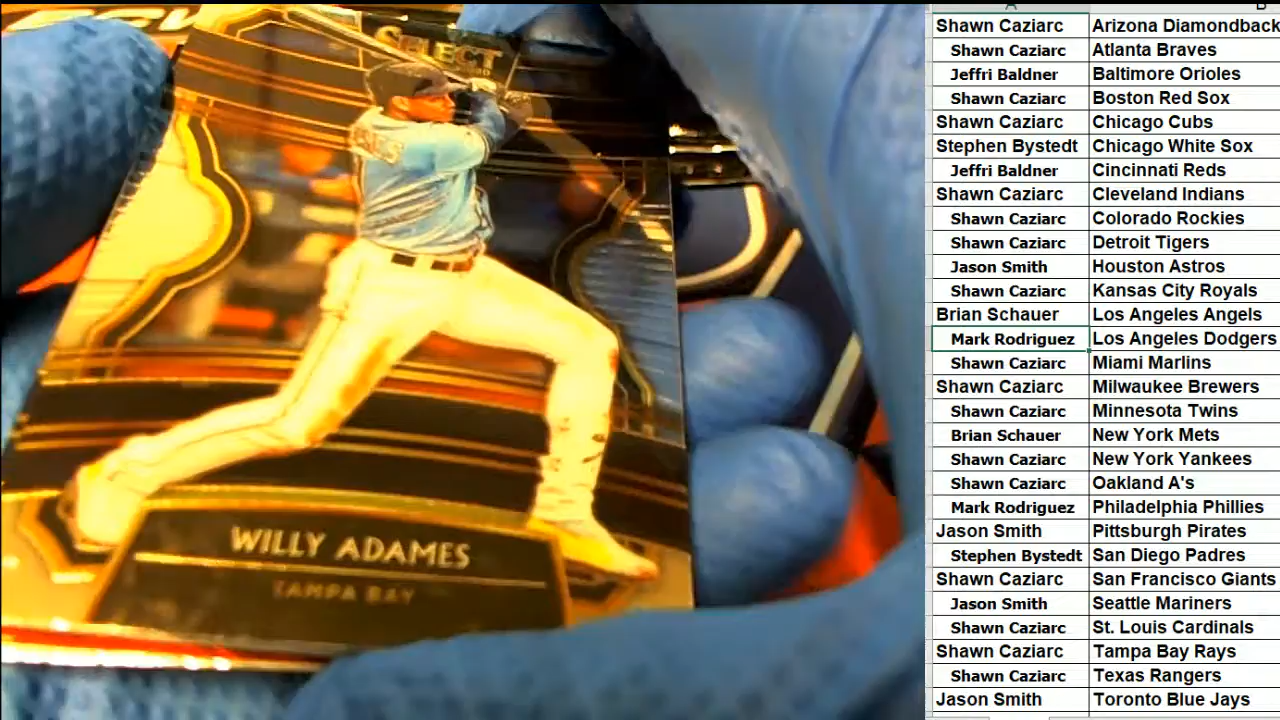 SELECT
WILLY ADAMES
TAMPA BAY
Shawn Caziarc Arizona Diamondback
Shawn Caziarc Atlanta Braves
Jeffri Baldner Baltimore Orioles
Shawn Caziarc Boston Red Sox
Shawn Caziarc Chicago Cubs
Stephen Bystedt Chicago White Sox
Jeffri Baldner Cincinnati Reds
Shawn Caziarc Cleveland Indians
Shawn Caziarc Colorado Rockies
Shawn Caziarc Detroit Tigers
Jason Smith Houston Astros
Shawn Caziarc Kansas City Royals
Brian Schauer Los Angeles Angels
Mark Rodriguez Los Angeles Dodgers
Shawn Caziarc Miami Marlins
Shawn Caziarc Milwaukee Brewers
Shawn Caziarc Minnesota Twins
Brian Schauer New York Mets
Shawn Caziarc New York Yankees
Shawn Caziarc Oakland A's
Mark Rodriguez Philadelphia Phillies
Jason Smith Pittsburgh Pirates
Stephen Bystedt San Diego Padres
Shawn Caziarc San Francisco Giants
Jason Smith Seattle Mariners
Shawn Caziarc St. Louis Cardinals
Shawn Caziarc Tampa Bay Rays
Shawn Caziarc Texas Rangers
Jason Smith Toronto Blue Jays